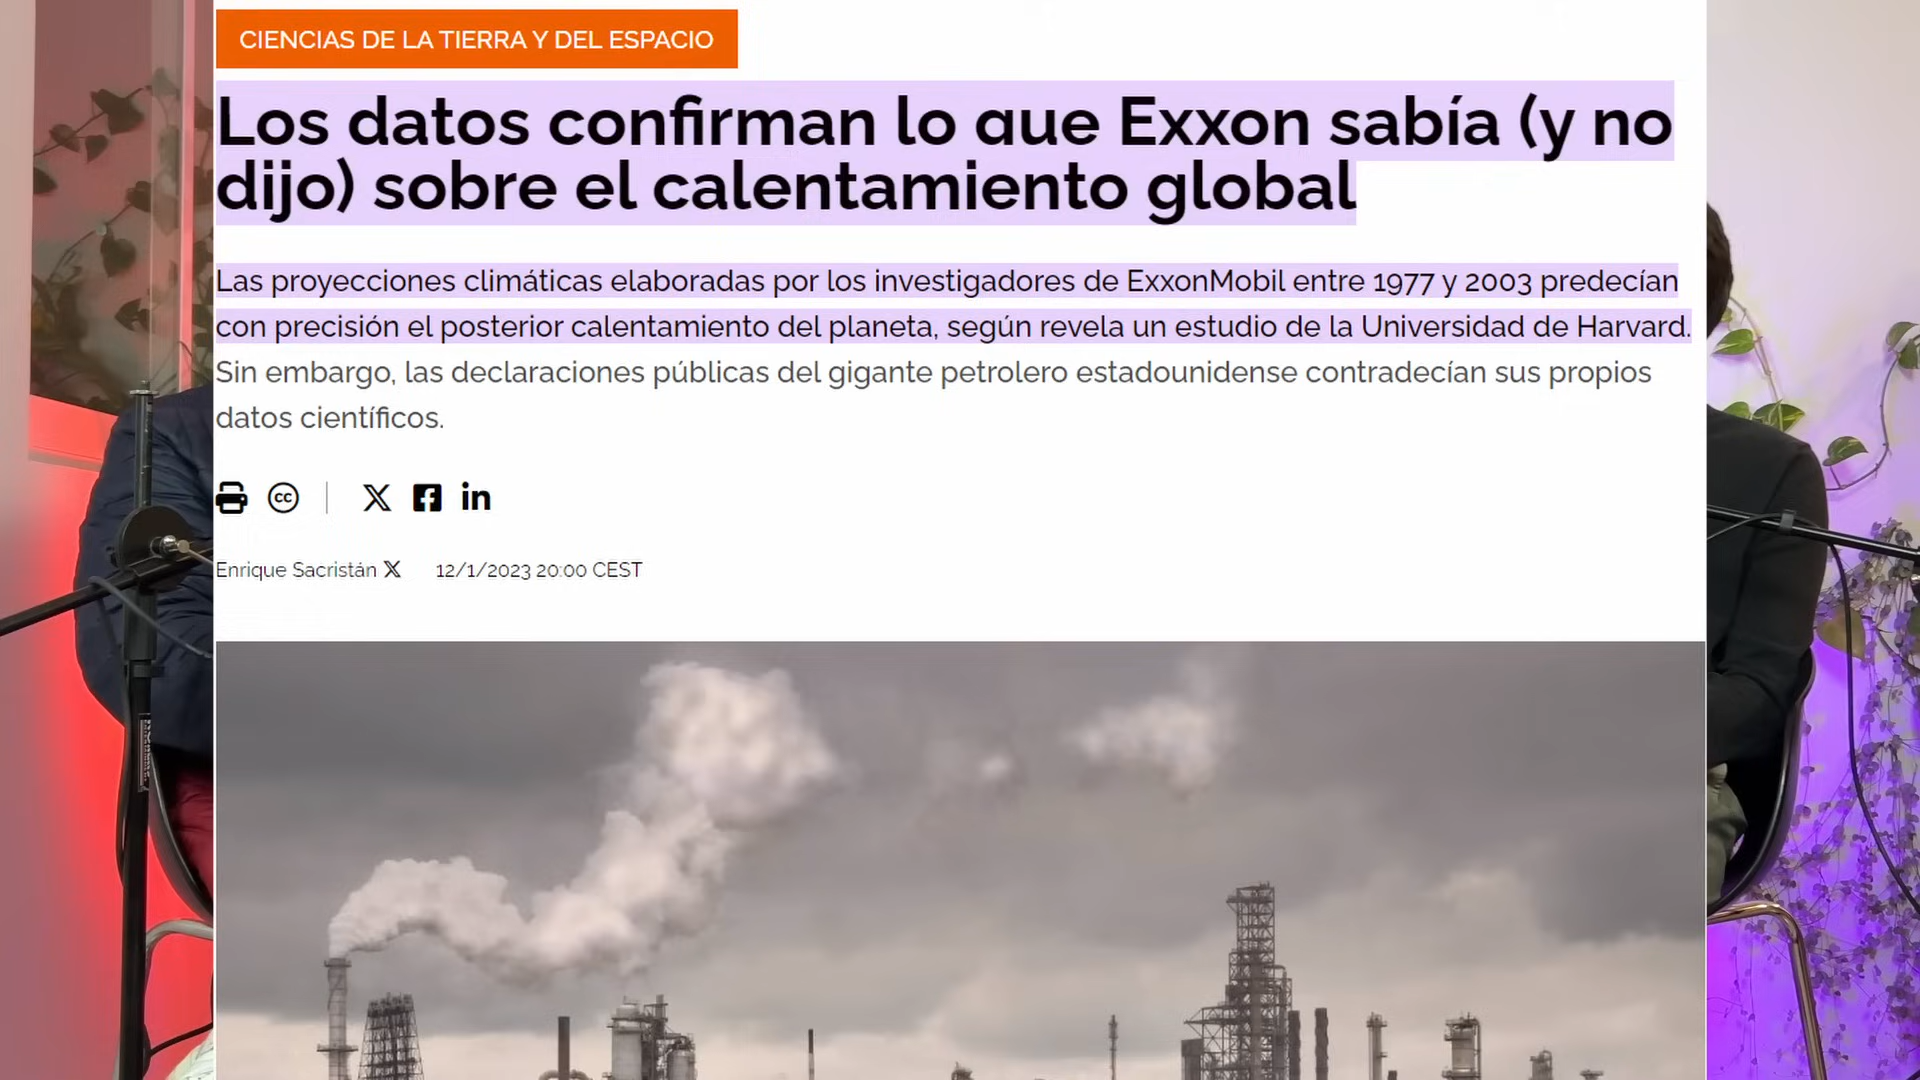 CIENCIAS DE LA TIERRA Y DEL ESPACIO
Los datos confirman lo que Exxon sabía (y no
dijo) sobre el calentamiento global
Las proyecciones climáticas elaboradas por los investigadores de ExxonMobil entre 1977 y 2003 predecían
con precisión el posterior calentamiento del planeta, según revela un estudio de la Universidad de Harvard.
Sin embargo, las declaraciones públicas del gigante petrolero estadounidense contradecían sus propios
datos científicos.
Enrique Sacristán
12/1/2023 20:00 CEST